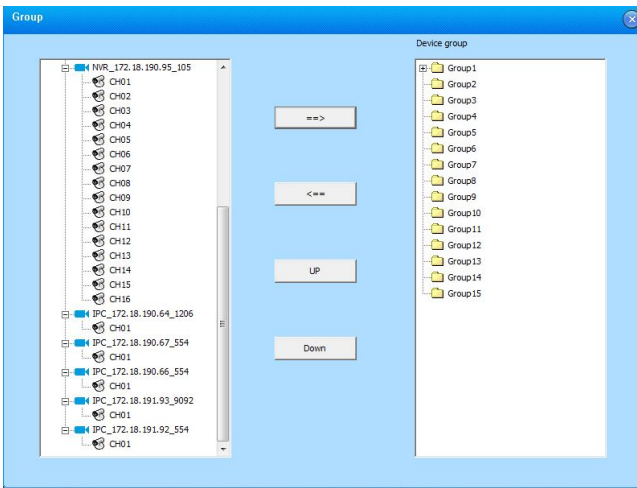 Group
Device group
NVR_172.18.190.95_105
CH01
CH02
CH03
CH04
CH05
CH06
CH07
CH08
CH09
CH10
CH11
CH12
CH13
CH14
CH15
CH16
IPC_172.18.190.64_1206
CH01
IPC_172.18.190.67_554
CH01
IPC_172.18.190.66_554
CH01
IPC_172.18.191.93_9092
CH01
IPC_172.18.191.92_554
CH01
==>
<==
UP
Down
Group1
Group2
Group3
Group4
Group5
Group6
Group7
Group8
Group9
Group10
Group11
Group12
Group13
Group14
Group15